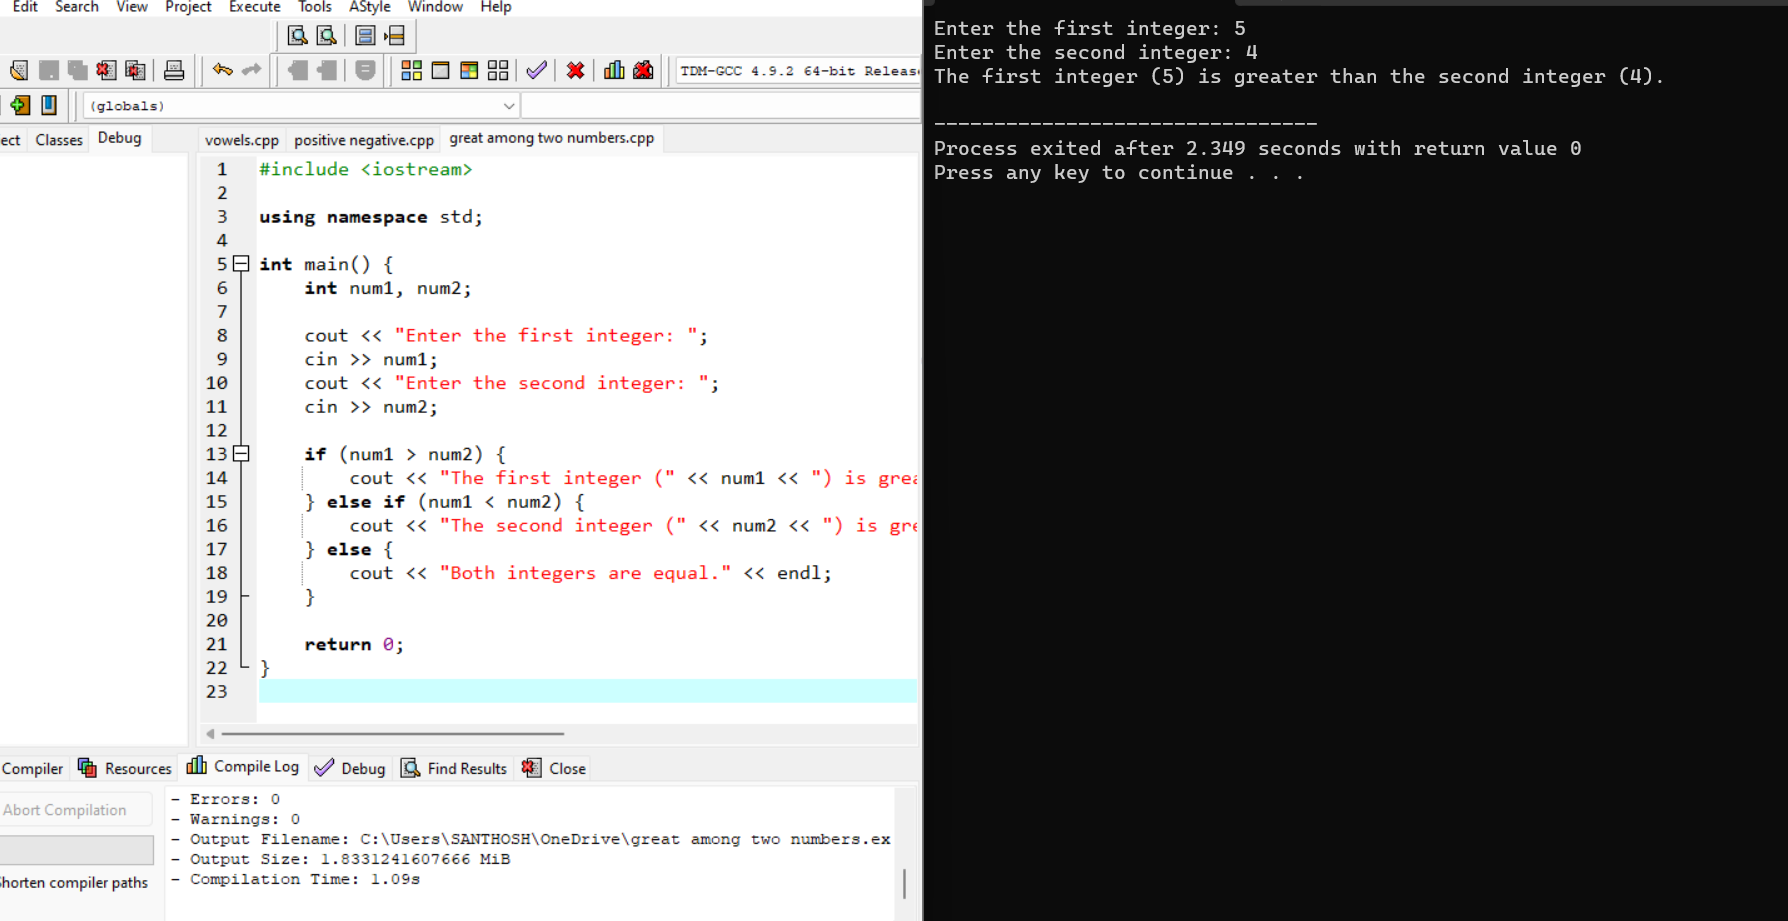 Edit Search View Project Execute Tools AStyle Window Help
TDM-GCC 4.9.2 64-bit Releas
(globals)
ect Classes Debug
vowels.cpp positive negative.cpp great among two numbers.cpp
1 #include <iostream>
2
3 using namespace std;
4
5 int main() {
6 int num1, num2;
7
8 cout << "Enter the first integer: ";
9 cin >> num1;
10 cout << "Enter the second integer: ";
11 cin >> num2;
12
13 if (num1 > num2) {
14 cout << "The first integer (" << num1 << ") is grea
15 } else if (num1 < num2) {
16 cout << "The second integer (" << num2 << ") is gre
17 } else {
18 cout << "Both integers are equal." << endl;
19 }
20
21 return 0;
22 }
23
Compiler Resources Compile Log Debug Find Results Close
Abort Compilation
Shorten compiler paths
- Errors: 0
- Warnings: 0
- Output Filename: C:\Users\SANTHOSH\OneDrive\great among two numbers.ex
- Output Size: 1.8331241607666 MiB
- Compilation Time: 1.09s
Enter the first integer: 5
Enter the second integer: 4
The first integer (5) is greater than the second integer (4).
--------------------------------
Process exited after 2.349 seconds with return value 0
Press any key to continue . . .